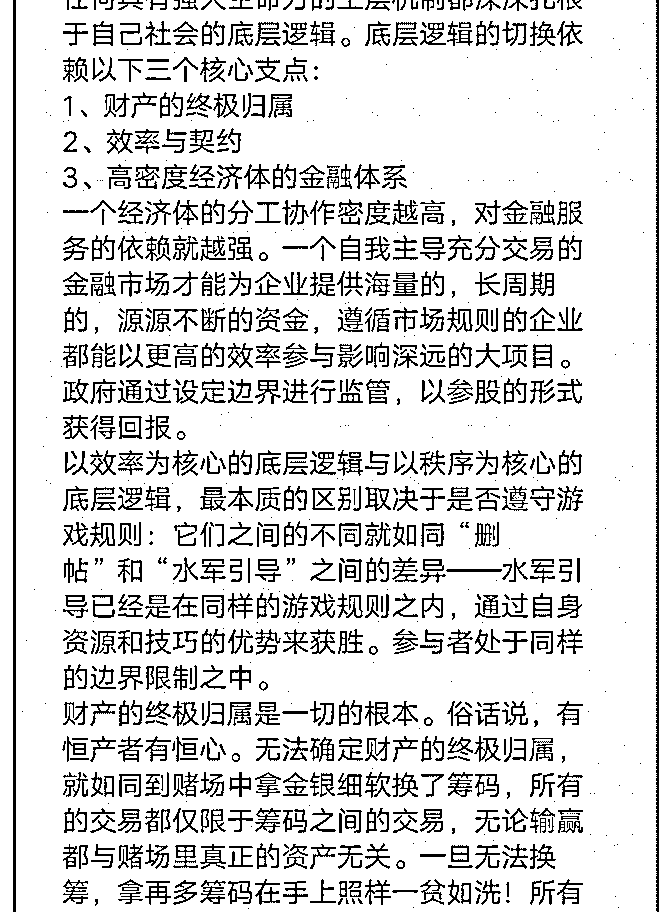 任何具有强大生命力的上层机制都深深扎根
于自己社会的底层逻辑。底层逻辑的切换依
赖以下三个核心支点：
1、财产的终极归属
2、效率与契约
3、高密度经济体的金融体系
一个经济体的分工协作密度越高，对金融服
务的依赖就越强。一个自我主导充分交易的
金融市场才能为企业提供海量的，长周期
的，源源不断的资金，遵循市场规则的企业
都能以更高的效率参与影响深远的大项目。
政府通过设定边界进行监管，以参股的形式
获得回报。
以效率为核心的底层逻辑与以秩序为核心的
底层逻辑，最本质的区别取决于是否遵守游
戏规则：它们之间的不同就如同“删
帖”和“水军引导”之间的差异——水军引
导已经是在同样的游戏规则之内，通过自身
资源和技巧的优势来获胜。参与者处于同样
的边界限制之中。
财产的终极归属是一切的根本。俗话说，有
恒产者有恒心。无法确定财产的终极归属，
就如同到赌场中拿金银细软换了筹码，所有
的交易都仅限于筹码之间的交易，无论输赢
都与赌场里真正的资产无关。一旦无法换
筹，拿再多筹码在手上照样一贫如洗！所有